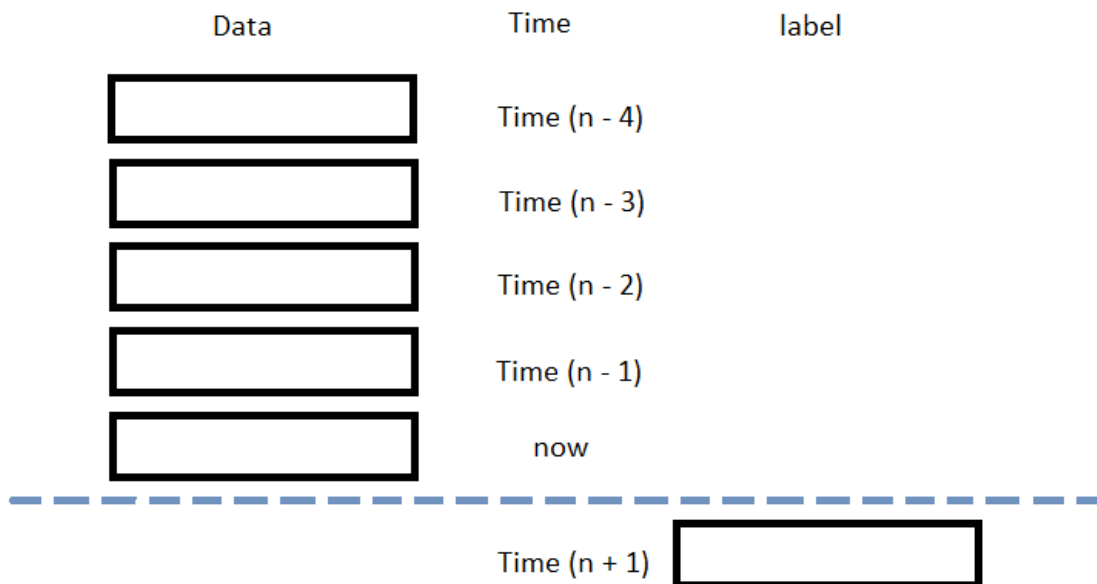 Data Time label
Time (n - 4)
Time (n - 3)
Time (n - 2)
Time (n - 1)
now
Time (n + 1)